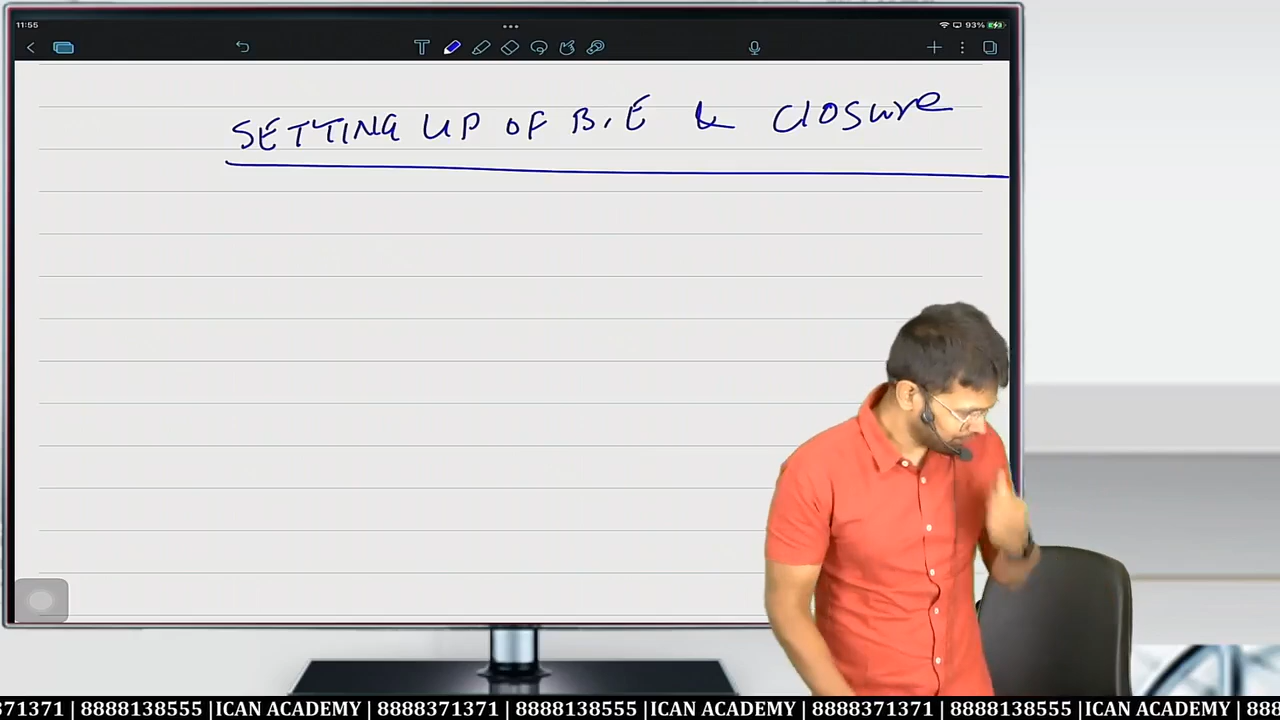 11:55
93%
T
SETTING UP OF B.E & Closure
371371 | 8888138555 |ICAN ACADEMY | 8888371371 | 8888138555 |ICAN ACADEMY | 8888371371 | 8888138555 |ICAN ACADEMY | 888